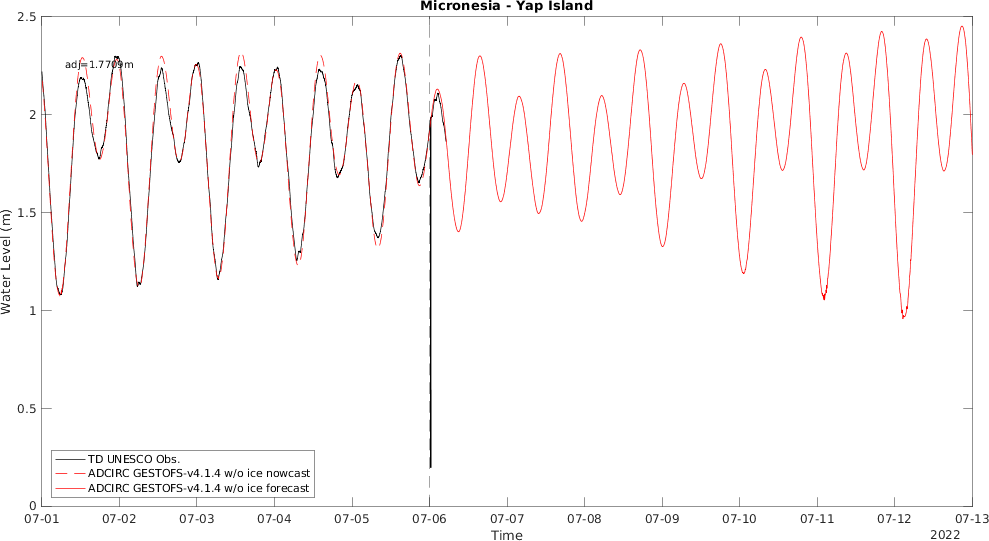 Micronesia - Yap Island
2.5
2
1.5
1
0.5
0
Water Level (m)
adj=1.7709m
TD UNESCO Obs.
ADCIRC GESTOFS-v4.1.4 w/o ice nowcast
ADCIRC GESTOFS-v4.1.4 w/o ice forecast
07-01 07-02 07-03 07-04 07-05 07-06 07-07 07-08 07-09 07-10 07-11 07-12 07-13
Time
2022